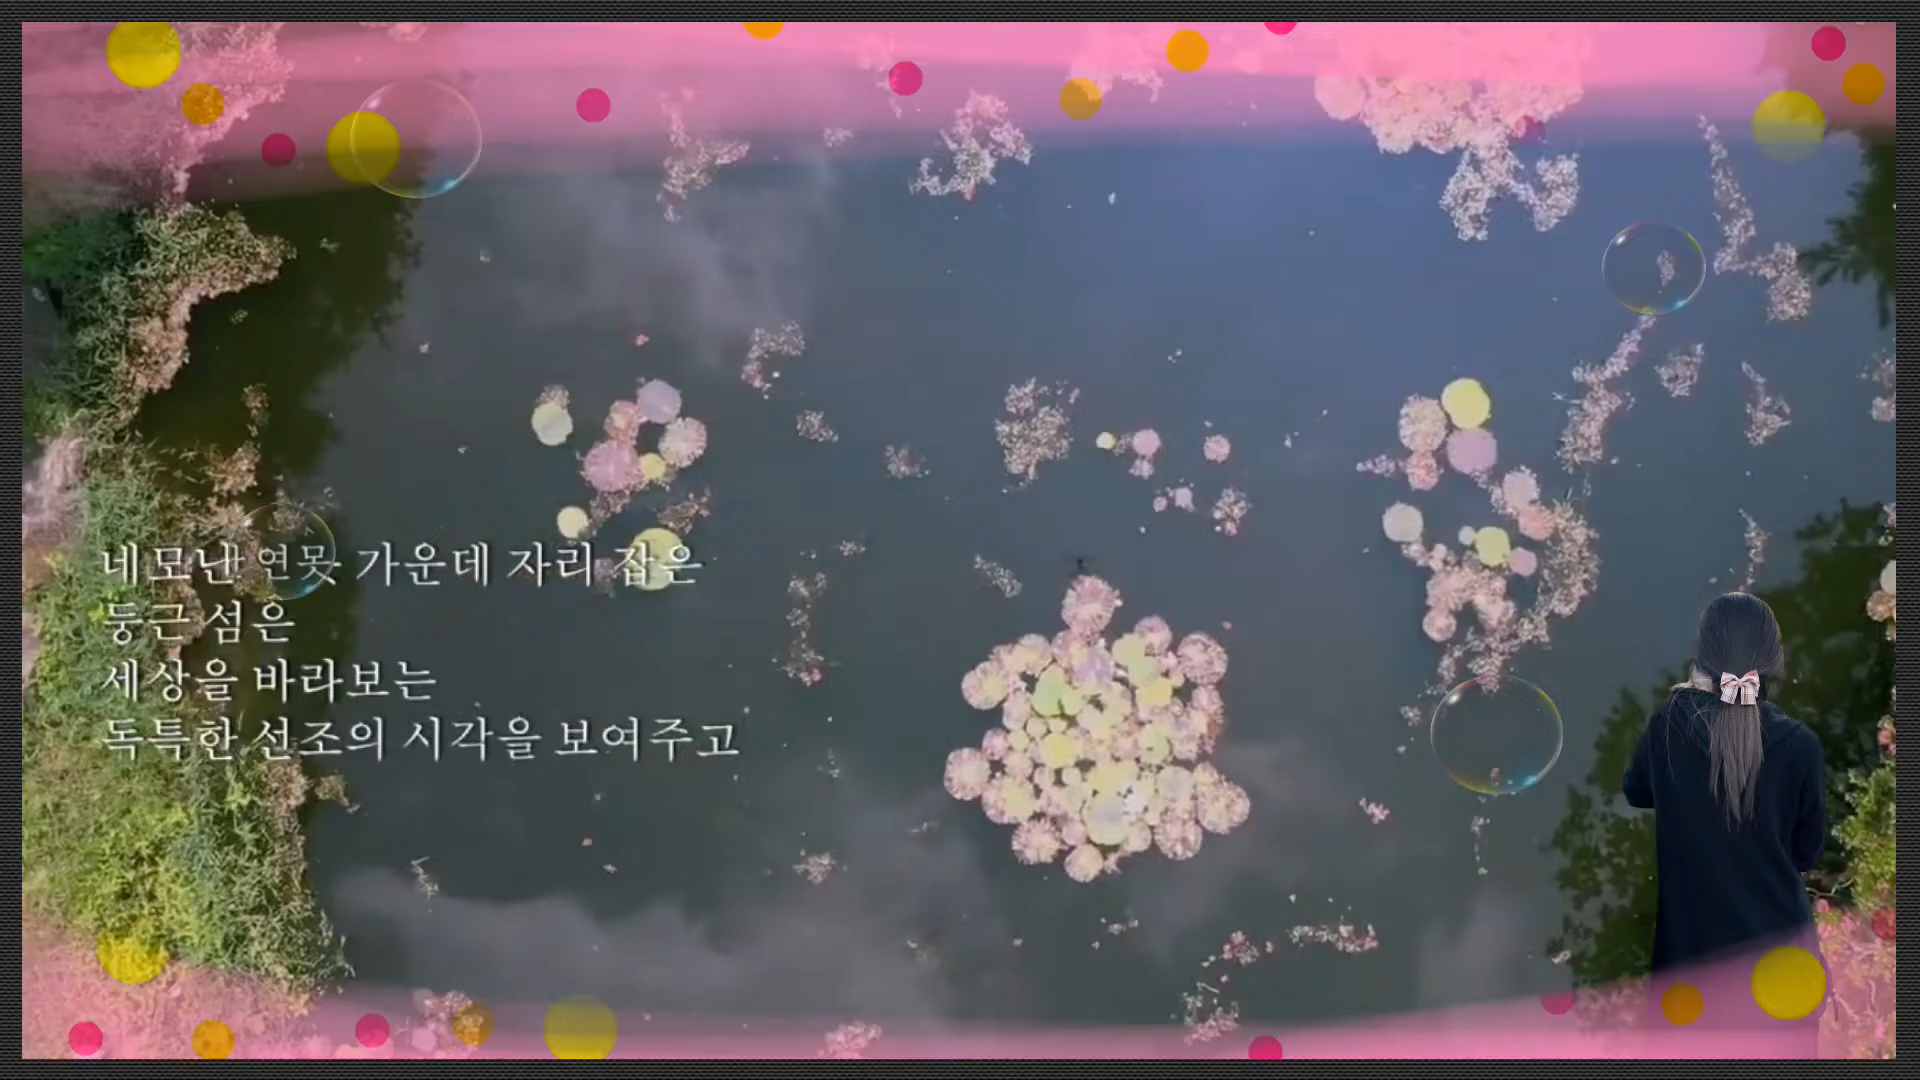 네모난 연못 가운데 자리 잡은
둥근 섬은
세상을 바라보는
독특한 선조의 시각을 보여주고